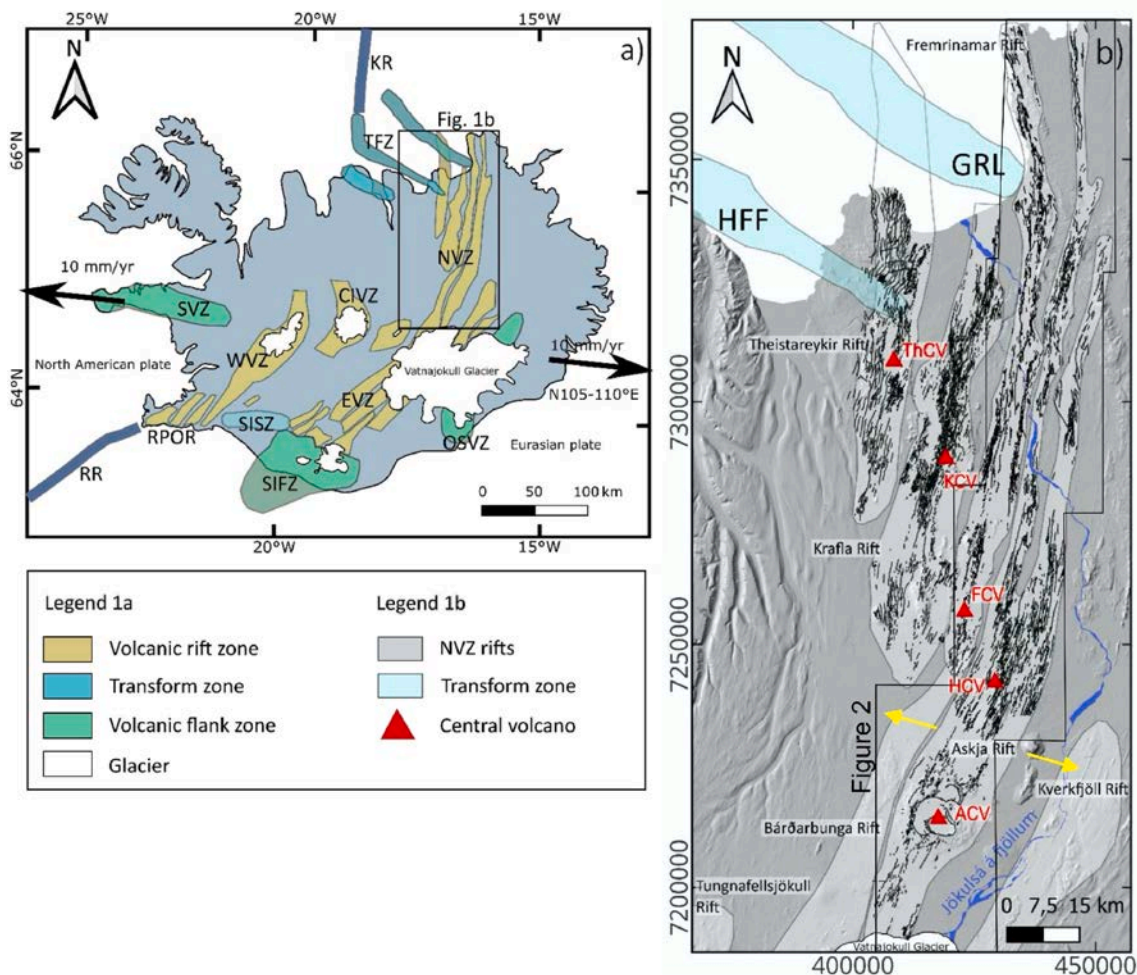 25°W
20°W
15°W
N
a)
KR
Fig. 1b
TFZ
66°N
NVZ
10 mm/yr
SVZ
CIVZ
10 mm/yr
North American plate
WVZ
Vatnajokull Glacier
64°N
N105-110°E
EVZ
RPOR
SISZ
OSVZ
Eurasian plate
RR
SIFZ
0 50 100 km
20°W
15°W
Legend 1a
Volcanic rift zone
Transform zone
Volcanic flank zone
Glacier
Legend 1b
NVZ rifts
Transform zone
Central volcano
Fremrinamar Rift
b)
N
7350000
GRL
HFF
Theistareykir Rift
ThCV
7300000
KCV
Krafla Rift
FCV
7250000
HCV
Figure 2
Askja Rift
Kverkfjöll Rift
ACV
Bárðarbunga Rift
Jökulsá á fjöllum
Tungnafellsjökull
Rift
7200000
0 7,5 15 km
Vatnajokull Glacier
400000
450000